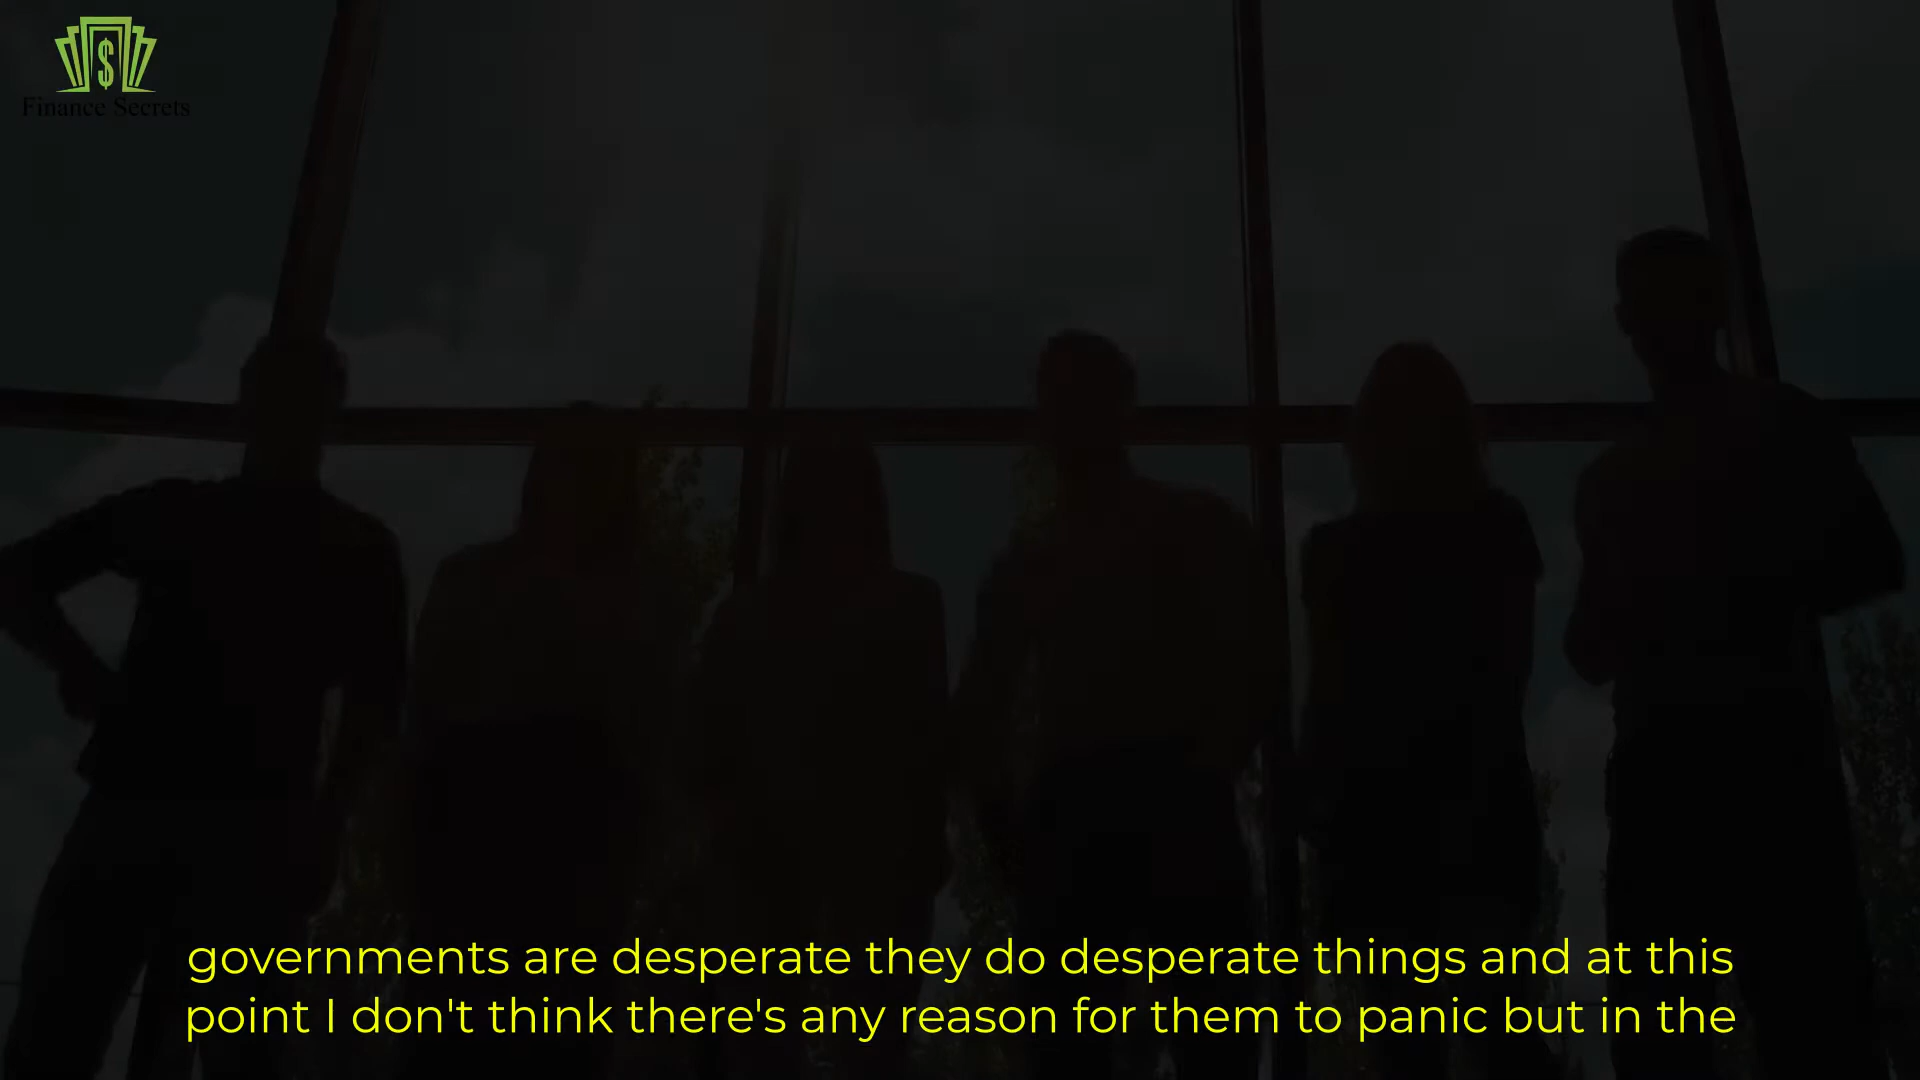 $
Finance Secrets
governments are desperate they do desperate things and at this
point I don't think there's any reason for them to panic but in the